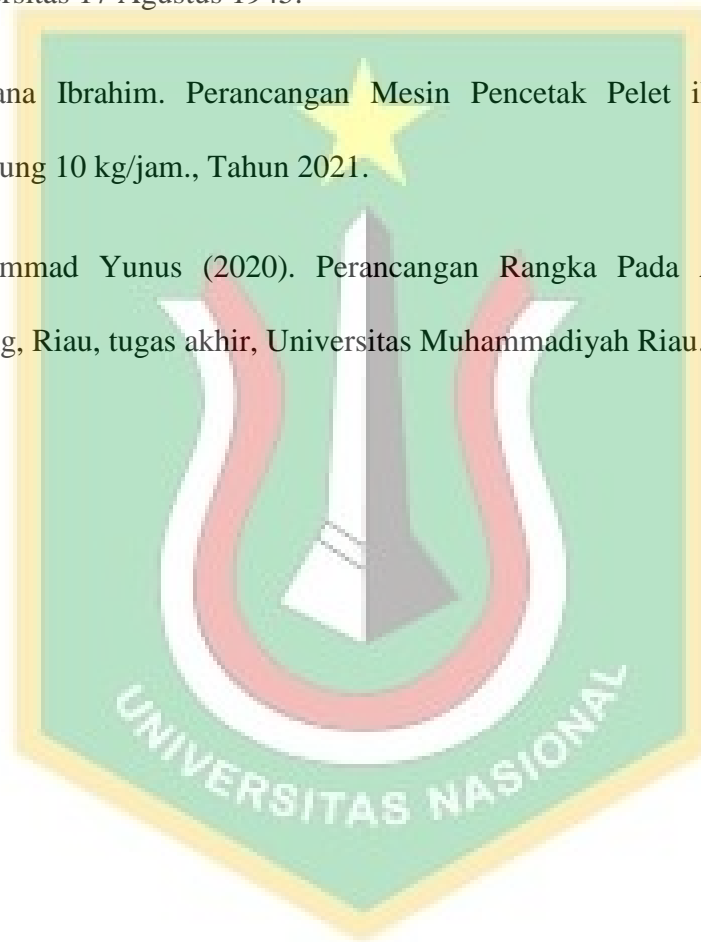 ersitas 17 Agustus 1945.
ana Ibrahim. Perancangan Mesin Pencetak Pelet i
ung 10 kg/jam., Tahun 2021.
mmad Yunus (2020). Perancangan Rangka Pada
g, Riau, tugas akhir, Universitas Muhammadiyah Riau.
UNIVERSITAS NASIONAL